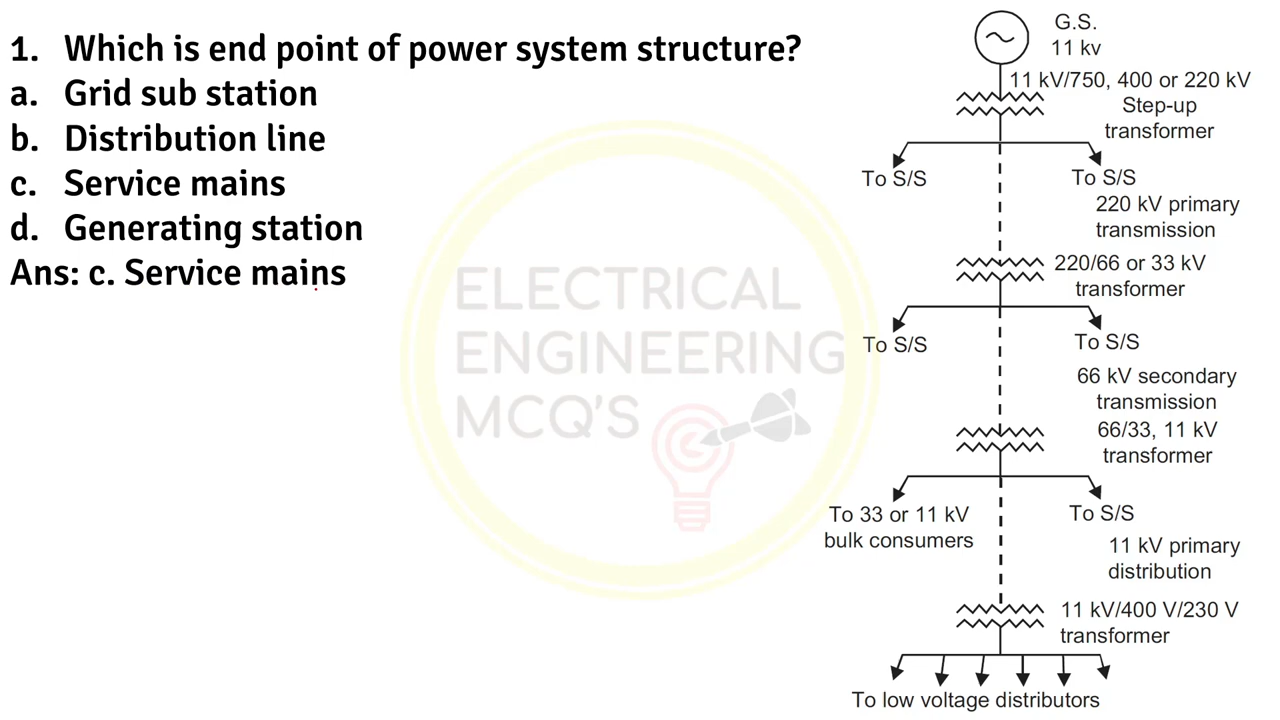 1. Which is end point of power system structure?
a. Grid sub station
b. Distribution line
c. Service mains
d. Generating station
Ans: c. Service mains
ELECTRICAL
ENGINEERING
MCQ'S
G.S.
11 kv
11 kV/750, 400 or 220 kV
Step-up
transformer
To S/S
To S/S
220 kV primary
transmission
220/66 or 33 kV
transformer
To S/S
To S/S
66 kV secondary
transmission
66/33, 11 kV
transformer
To 33 or 11 kV
bulk consumers
To S/S
11 kV primary
distribution
11 kV/400 V/230 V
transformer
To low voltage distributors